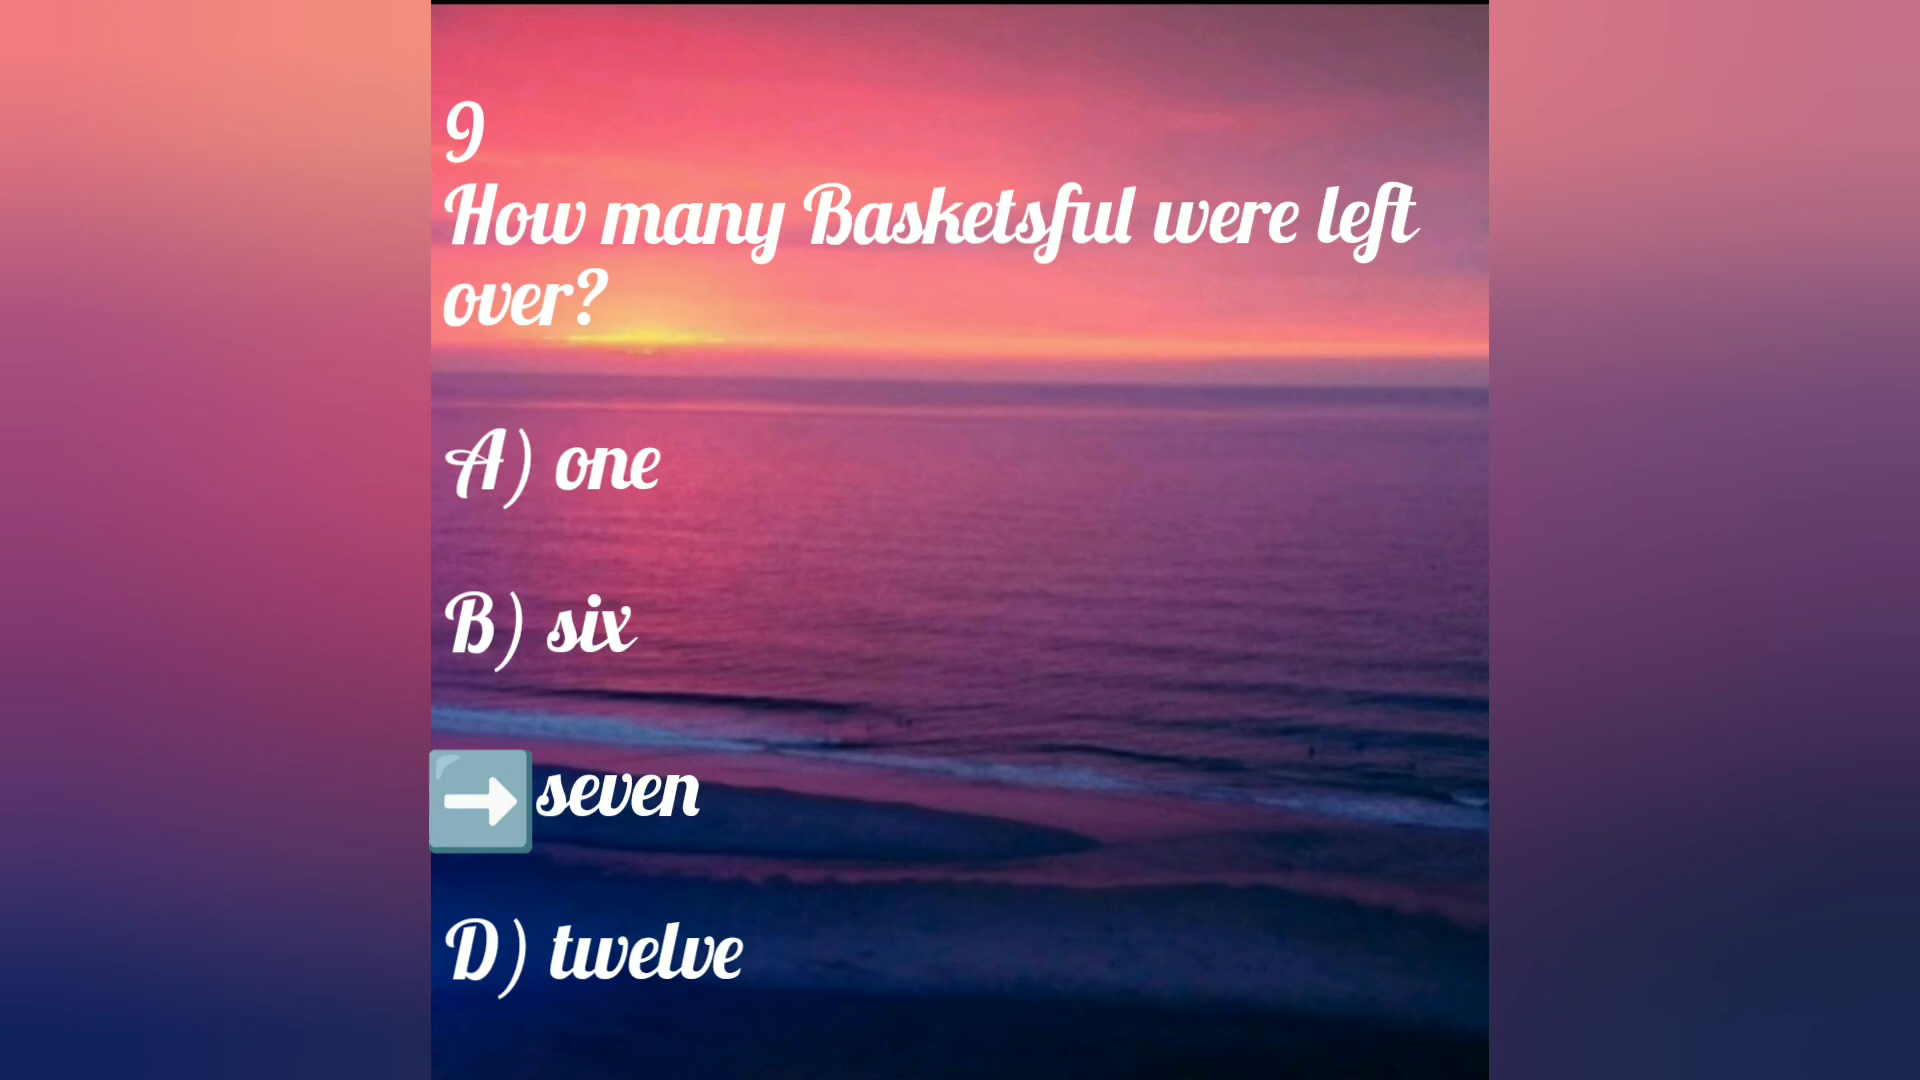 9
How many Basketsful were left
over?
A) one
B) six
➡️ seven
D) twelve